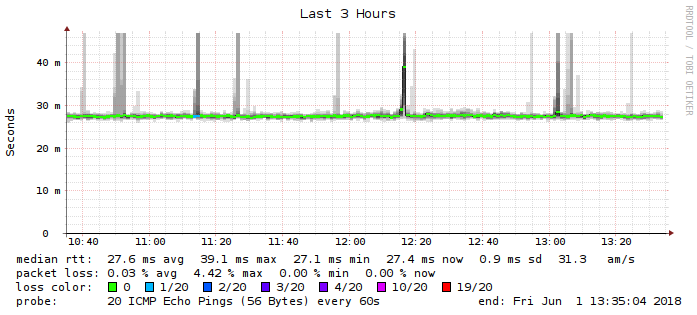 Last 3 Hours
RRDTOOL / TOBI OETIKER
Seconds
40 m
30 m
20 m
10 m
0
10:40 11:00 11:20 11:40 12:00 12:20 12:40 13:00 13:20
median rtt: 27.6 ms avg 39.1 ms max 27.1 ms min 27.4 ms now 0.9 ms sd 31.3 am/s
packet loss: 0.03 % avg 4.42 % max 0.00 % min 0.00 % now
loss color: 0 1/20 2/20 3/20 4/20 10/20 19/20
probe: 20 ICMP Echo Pings (56 Bytes) every 60s end: Fri Jun 1 13:35:04 2018